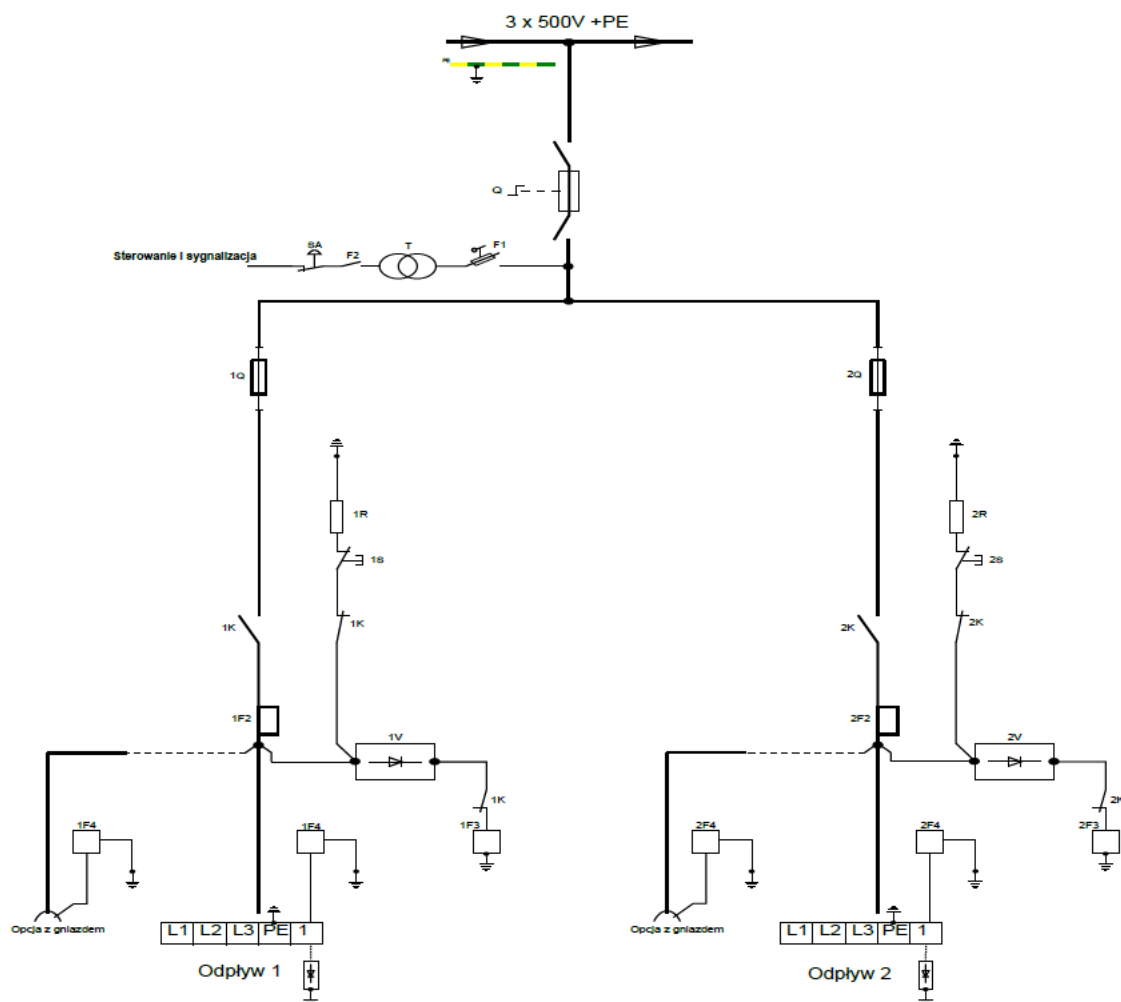 3 x 500V +PE
PE
Q
SA
F2
T
F1
Sterowanie i sygnalizacja
1Q
2Q
1R
2R
1S
2S
1K
1K
2K
2K
1F2
2F2
1V
2V
1K
2K
1F4
1F4
1F3
2F4
2F4
2F3
Opcja z gniazdem
L1 L2 L3 PE 1
Opcja z gniazdem
L1 L2 L3 PE 1
Odpływ 1
Odpływ 2